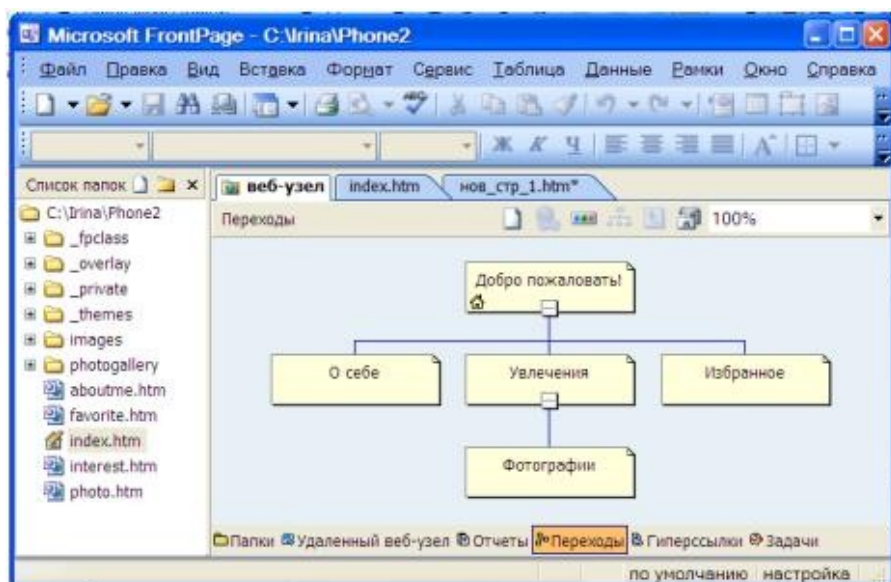 Microsoft FrontPage - C:\Irina\Phone2
Файл Правка Вид Вставка Формат Сервис Таблица Данные Рамки Окно Справка
Ж К Ч
Список папок
веб-узел index.htm нов_стр_1.htm*
C:\Irina\Phone2
Переходы 100%
_fpclass
_overlay
_private
_themes
images
photogallery
aboutme.htm
favorite.htm
index.htm
interest.htm
photo.htm
Добро пожаловать!
О себе Увлечения Избранное
Фотографии
Папки Удаленный веб-узел Отчеты Переходы Гиперссылки Задачи
по умолчанию настройка